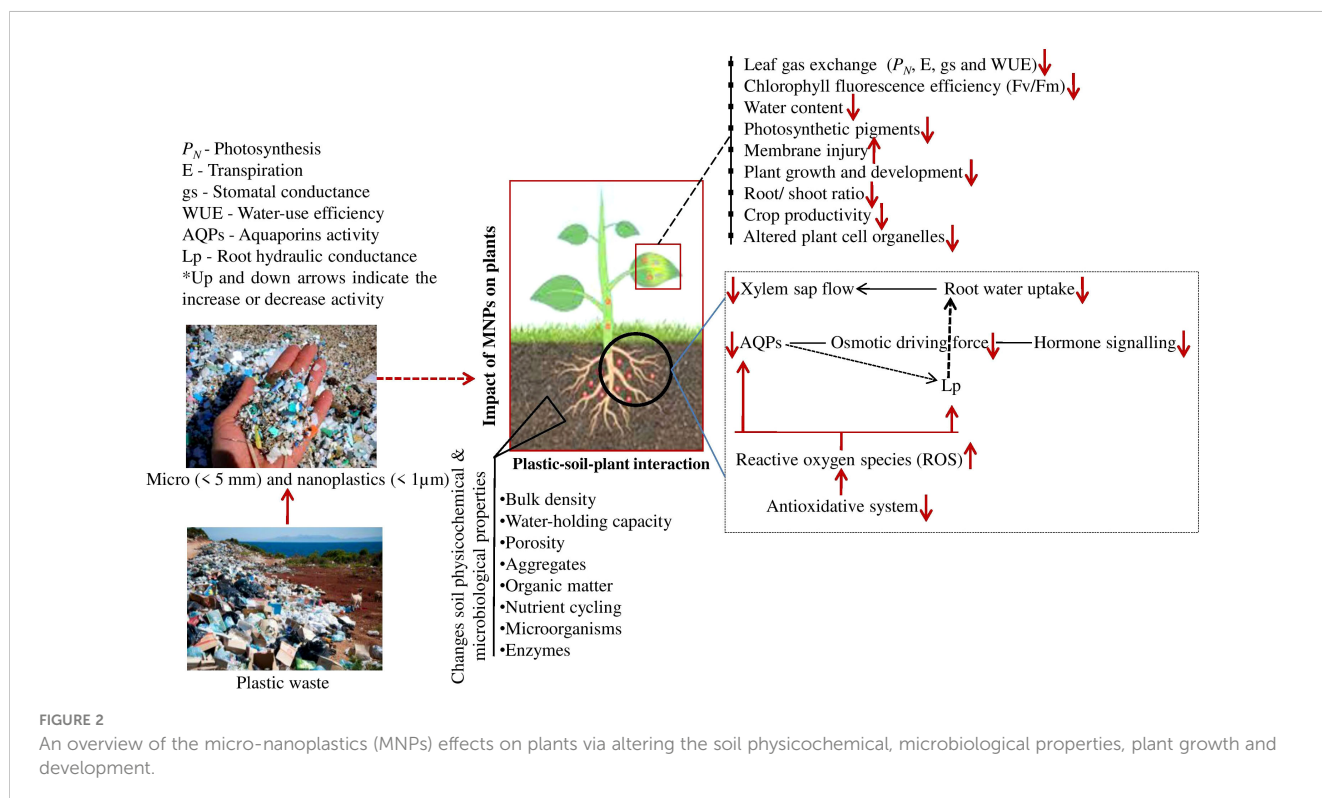 Leaf gas exchange (PN, E, gs and WUE)
Chlorophyll fluorescence efficiency (Fv/Fm)
Water content
Photosynthetic pigments
Membrane injury
Plant growth and development
Root/ shoot ratio
Crop productivity
Altered plant cell organelles
PN - Photosynthesis
E - Transpiration
gs - Stomatal conductance
WUE - Water-use efficiency
AQPs - Aquaporins activity
Lp - Root hydraulic conductance
*Up and down arrows indicate the
increase or decrease activity
Micro (< 5 mm) and nanoplastics (< 1µm)
Plastic waste
Impact of MNPs on plants
Plastic-soil-plant interaction
Changes soil physicochemical &
microbiological properties
•Bulk density
•Water-holding capacity
•Porosity
•Aggregates
•Organic matter
•Nutrient cycling
•Microorganisms
•Enzymes
Xylem sap flow
Root water uptake
AQPs
Osmotic driving force
Hormone signalling
Lp
Reactive oxygen species (ROS)
Antioxidative system
FIGURE 2
An overview of the micro-nanoplastics (MNPs) effects on plants via altering the soil physicochemical, microbiological properties, plant growth and
development.